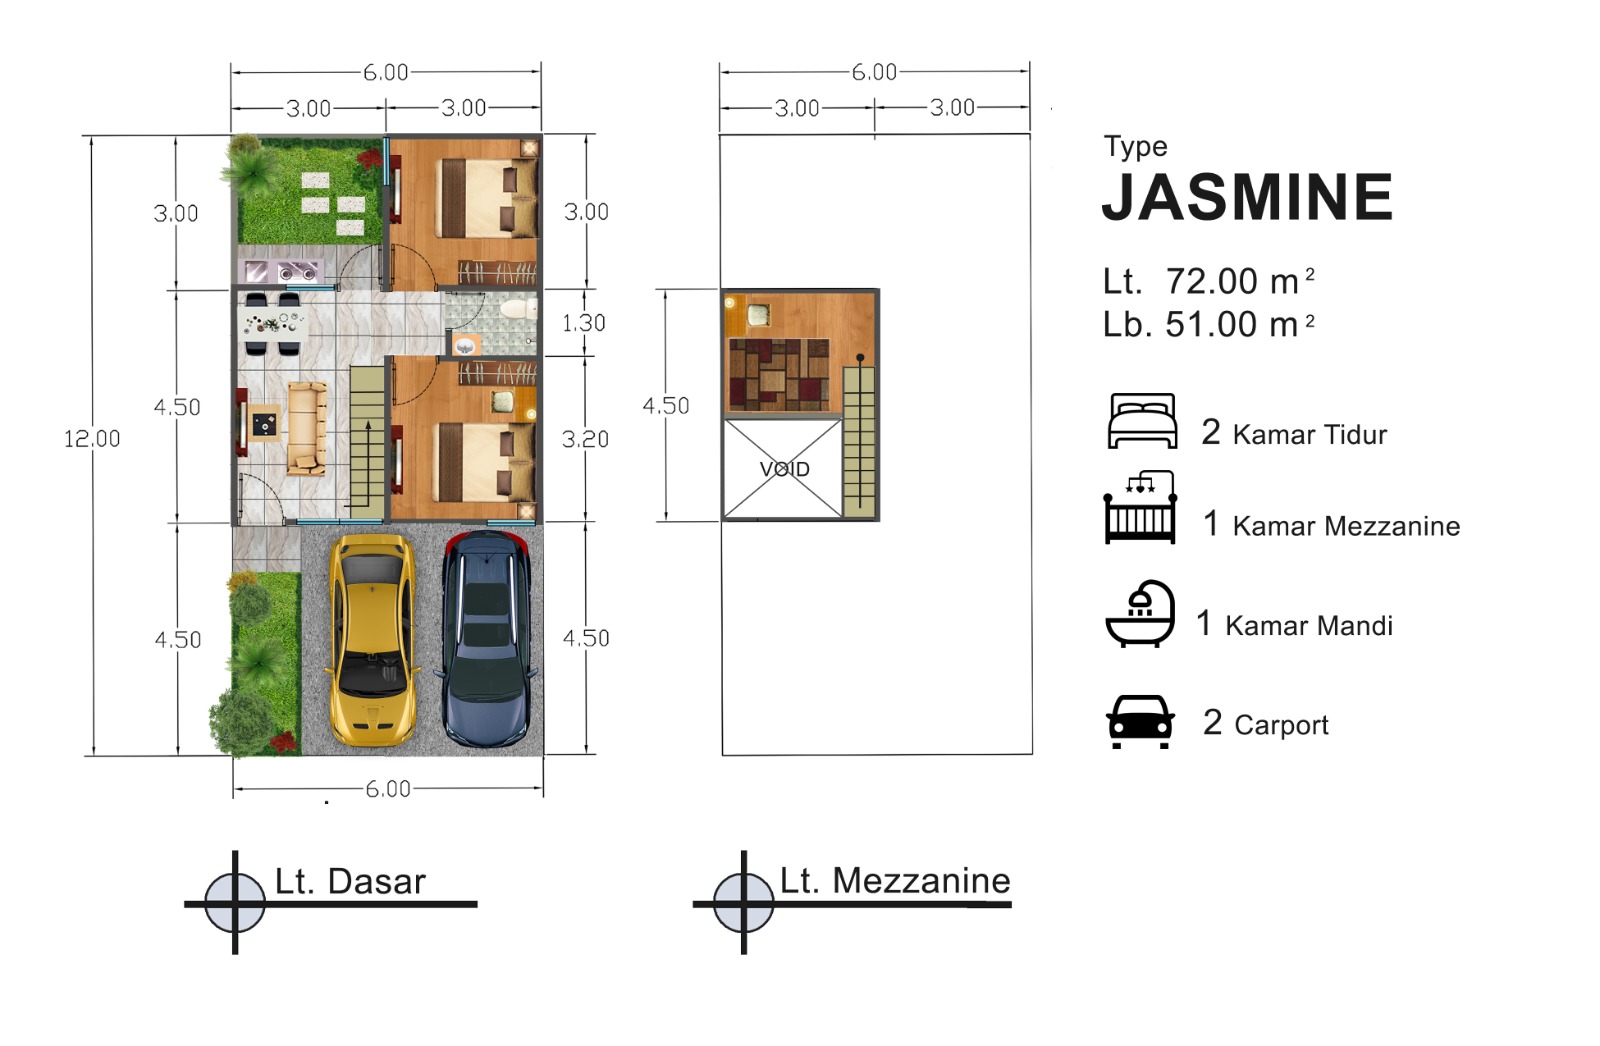 6.00
3.00 3.00
3.00
4.50
12.00
4.50
3.00
1.30
3.20
4.50
6.00
Lt. Dasar
6.00
3.00 3.00
4.50
VOID
Lt. Mezzanine
Type
JASMINE
Lt. 72.00 m²
Lb. 51.00 m²
2 Kamar Tidur
1 Kamar Mezzanine
1 Kamar Mandi
2 Carport